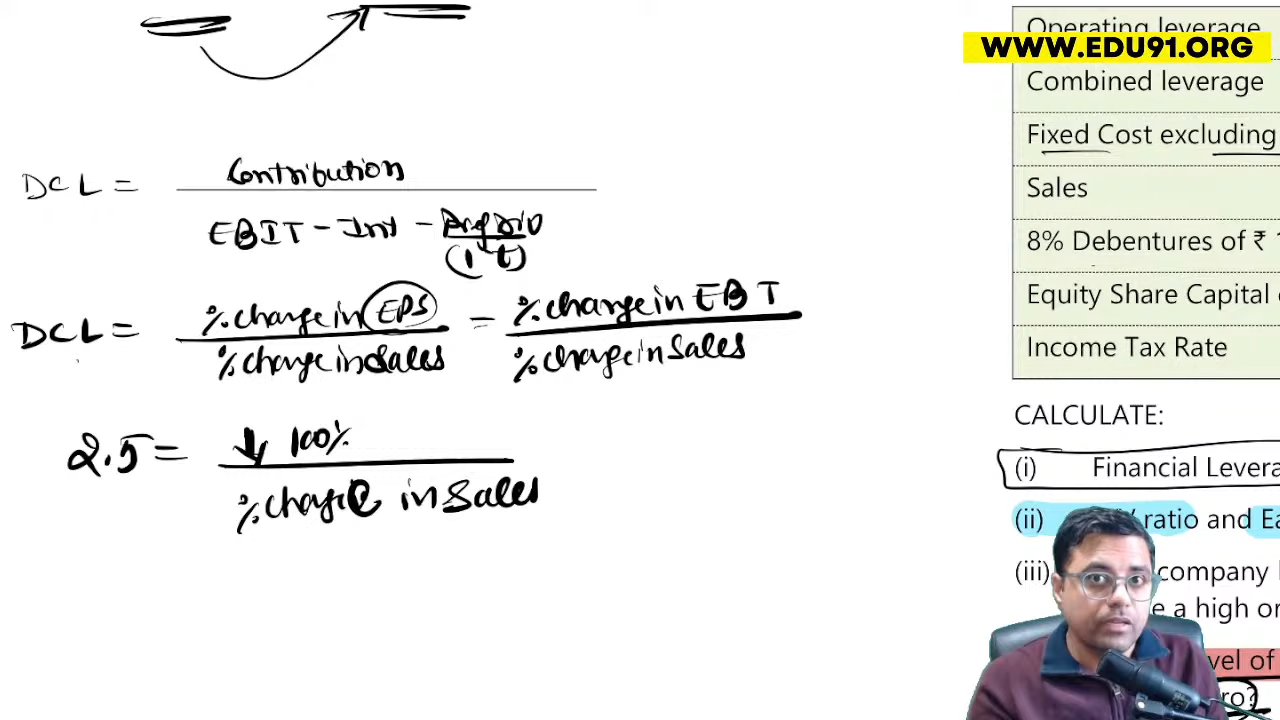 WWW.EDU91.ORG
DCL = Contribution
EBIT - Int -
(1 t)
DCL = % change in EPS = % change in EBT
% change in Sales % change in Sales
2.5 = ↓ 100%
% change in Sales
Operating leverage
Combined leverage
Fixed Cost excluding
Sales
8% Debentures of ₹ 1
Equity Share Capital
Income Tax Rate
CALCULATE:
(i) Financial Levera
(ii) ratio and Ea
(iii) company
e a high or
vel of
ro?